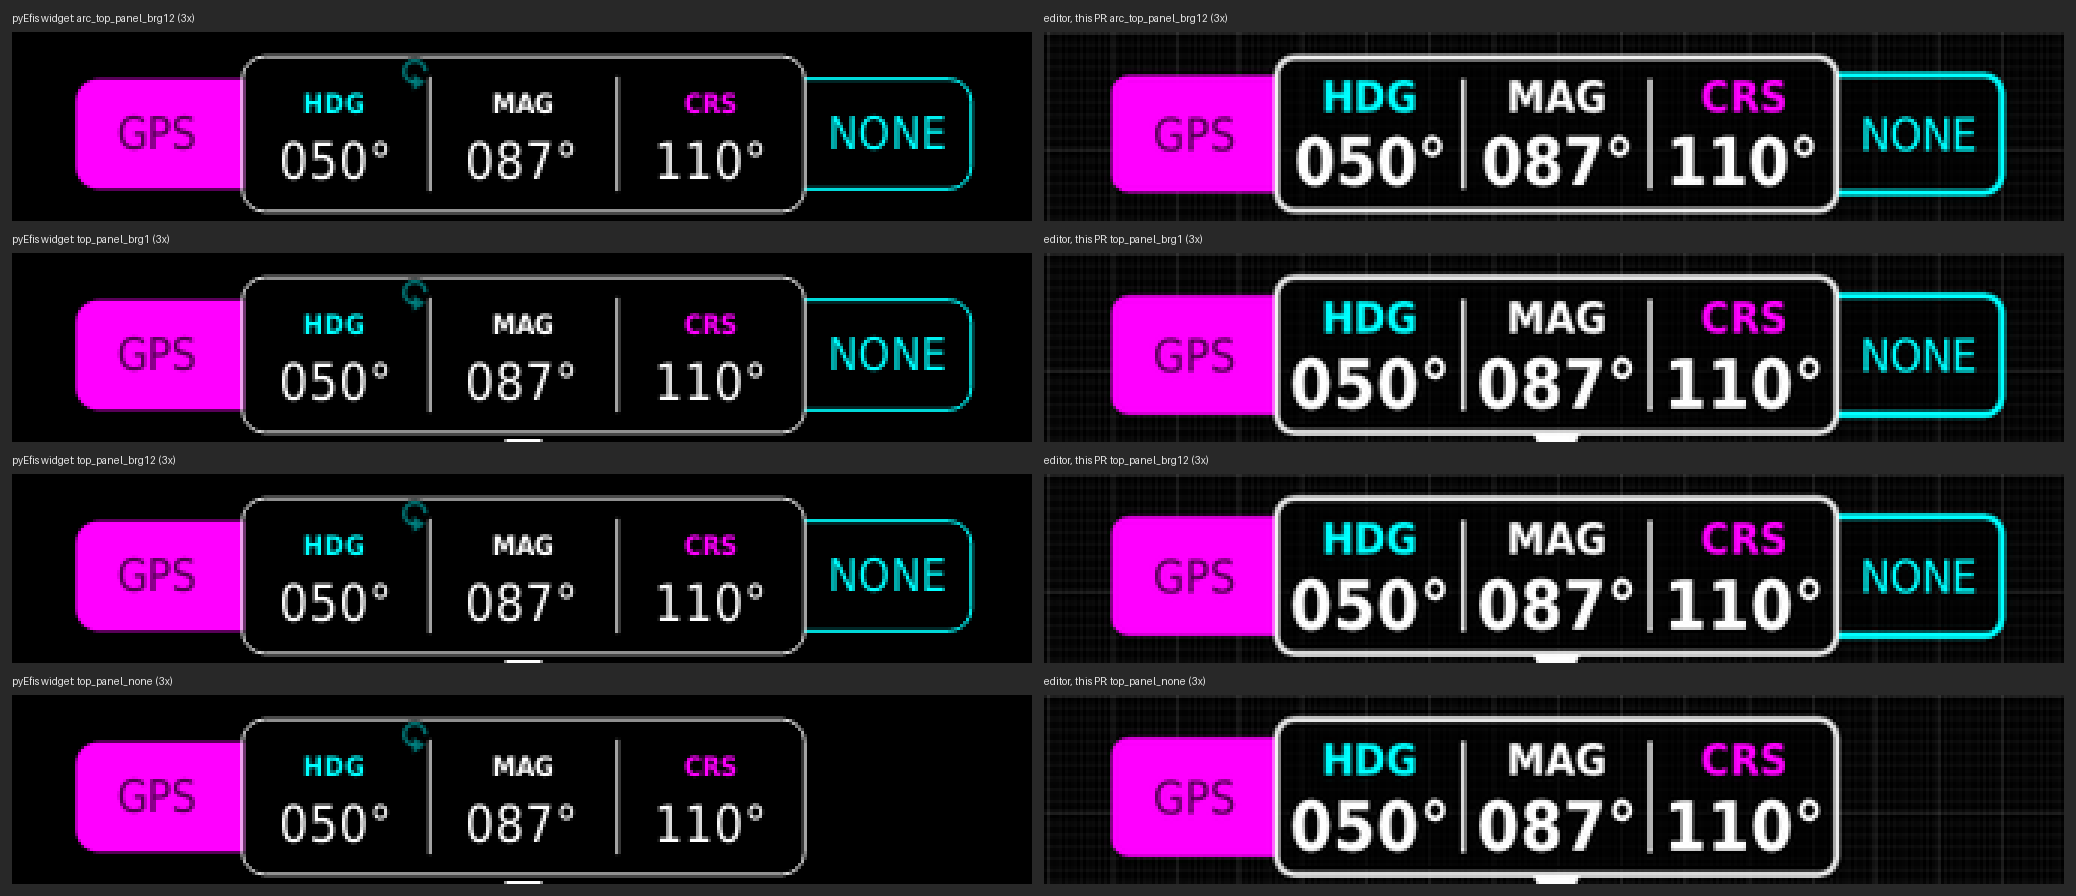 pyEfis widget: arc_top_panel_brg12 (3x)
editor, this PR: arc_top_panel_brg12 (3x)
GPS HDG MAG CRS NONE
050° 087° 110°
GPS HDG MAG CRS NONE
050° 087° 110°
pyEfis widget: top_panel_brg1 (3x)
editor, this PR: top_panel_brg1 (3x)
GPS HDG MAG CRS NONE
050° 087° 110°
GPS HDG MAG CRS NONE
050° 087° 110°
pyEfis widget: top_panel_brg12 (3x)
editor, this PR: top_panel_brg12 (3x)
GPS HDG MAG CRS NONE
050° 087° 110°
GPS HDG MAG CRS NONE
050° 087° 110°
pyEfis widget: top_panel_none (3x)
editor, this PR: top_panel_none (3x)
GPS HDG MAG CRS
050° 087° 110°
GPS HDG MAG CRS
050° 087° 110°